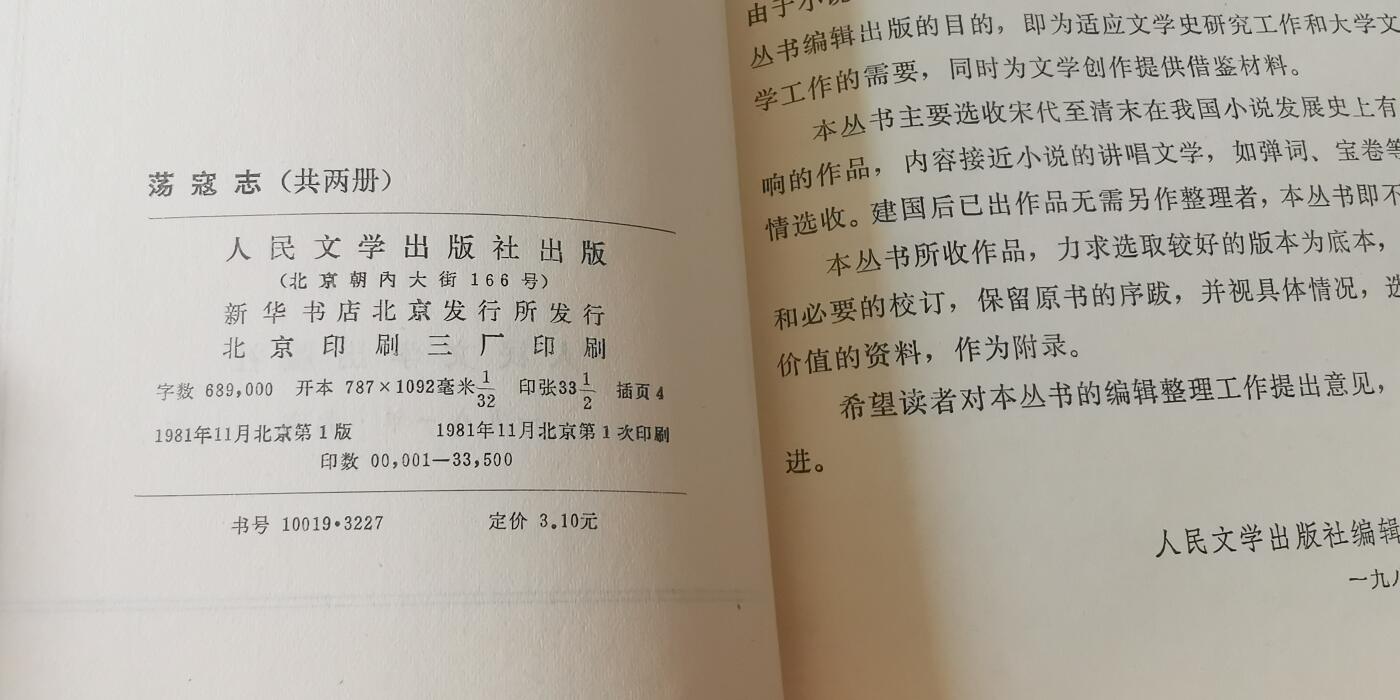 荡寇志（共两册）
人民文学出版社出版
（北京朝内大街166号）
新华书店北京发行所发行
北京印刷三厂印刷
字数 689,000 开本 787×1092毫米1/32 印张33 1/2 插页4
1981年11月北京第1版 1981年11月北京第1次印刷
印数 00,001—33,500
书号 10019·3227 定价 3.10元
由于小说
丛书编辑出版的目的，即为适应文学史研究工作和大学文
学工作的需要，同时为文学创作提供借鉴材料。
本丛书主要选收宋代至清末在我国小说发展史上有
响的作品，内容接近小说的讲唱文学，如弹词、宝卷等
情选收。建国后已出作品无需另作整理者，本丛书即不
本丛书所收作品，力求选取较好的版本为底本，
和必要的校订，保留原书的序跋，并视具体情况，选
价值的资料，作为附录。
希望读者对本丛书的编辑整理工作提出意见，
进。
人民文学出版社编辑
一九八